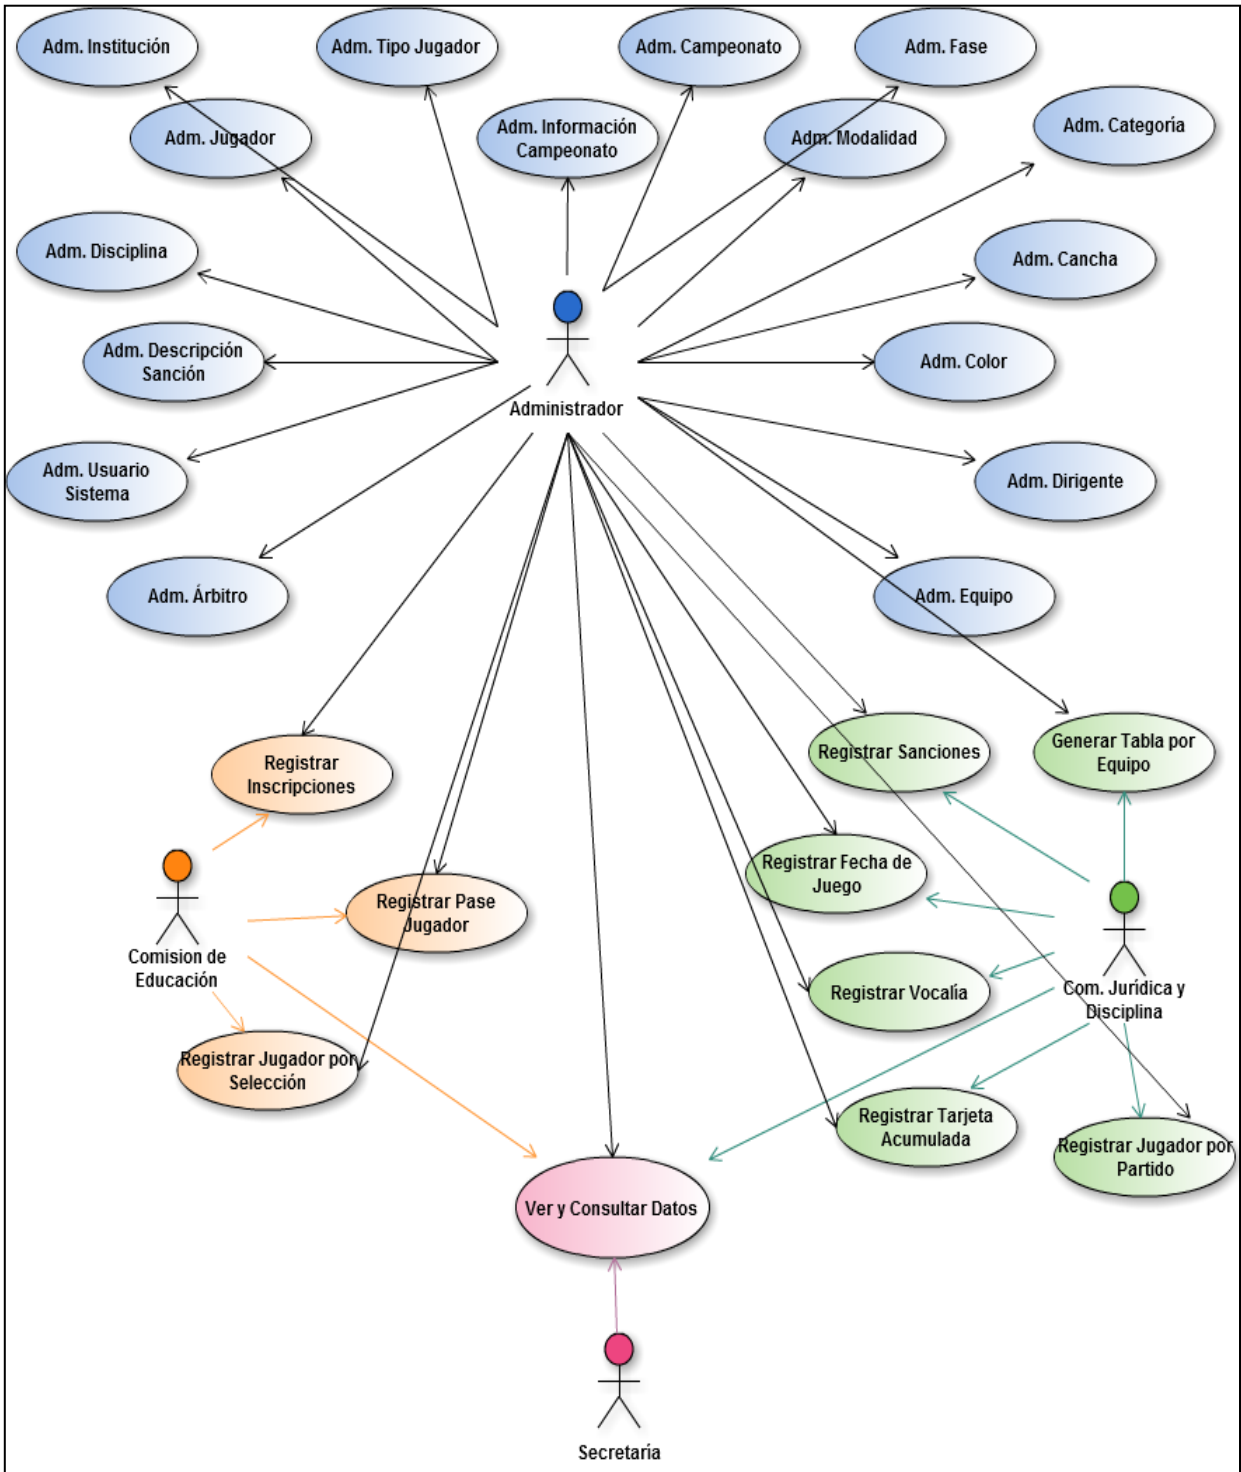 Adm. Institución
Adm. Tipo Jugador
Adm. Campeonato
Adm. Fase
Adm. Jugador
Adm. Información
Campeonato
Adm. Modalidad
Adm. Categoría
Adm. Disciplina
Adm. Cancha
Adm. Descripción
Sanción
Adm. Color
Administrador
Adm. Usuario
Sistema
Adm. Dirigente
Adm. Árbitro
Adm. Equipo
Registrar
Inscripciones
Registrar Sanciones
Generar Tabla por
Equipo
Registrar Fecha de
Juego
Registrar Pase
Jugador
Comision de
Educación
Registrar Vocalía
Com. Jurídica y
Disciplina
Registrar Jugador por
Selección
Registrar Tarjeta
Acumulada
Registrar Jugador por
Partido
Ver y Consultar Datos
Secretaría